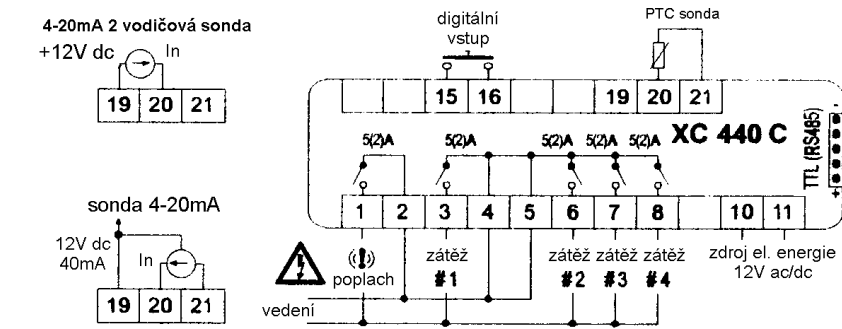 4-20mA 2 vodičová sonda
+12V dc In
19 20 21
sonda 4-20mA
12V dc
40mA
In
19 20 21
digitální
vstup
PTC sonda
15 16 19 20 21
XC 440 C
5(2)A 5(2)A 5(2)A 5(2)A 5(2)A
TTL (RS485)
-
+
1 2 3 4 5 6 7 8 10 11
poplach
zátěž
#1
zátěž
#2
zátěž
#3
zátěž
#4
zdroj el. energie
12V ac/dc
vedení